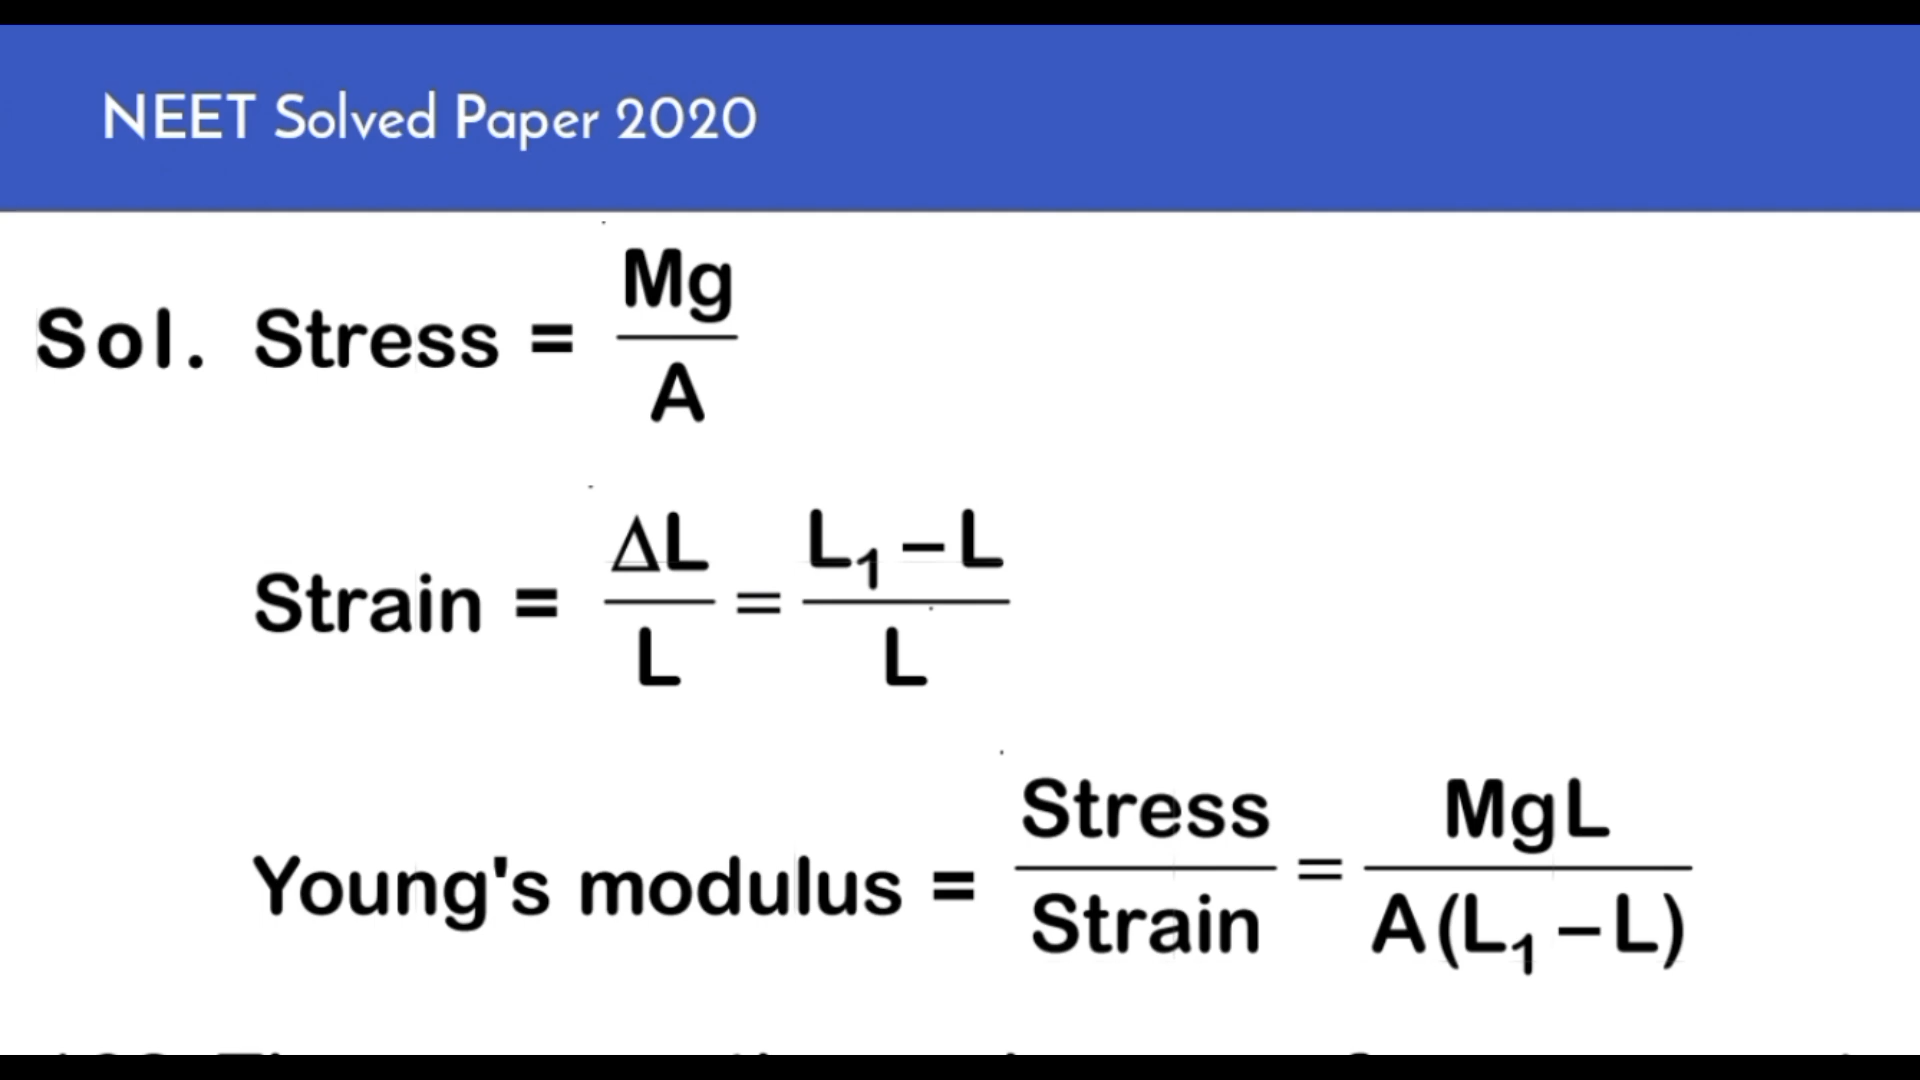 NEET Solved Paper 2020
Sol. Stress = Mg/A
Strain = ΔL/L = L₁–L/L
Young's modulus = Stress/Strain = MgL/A(L₁–L)